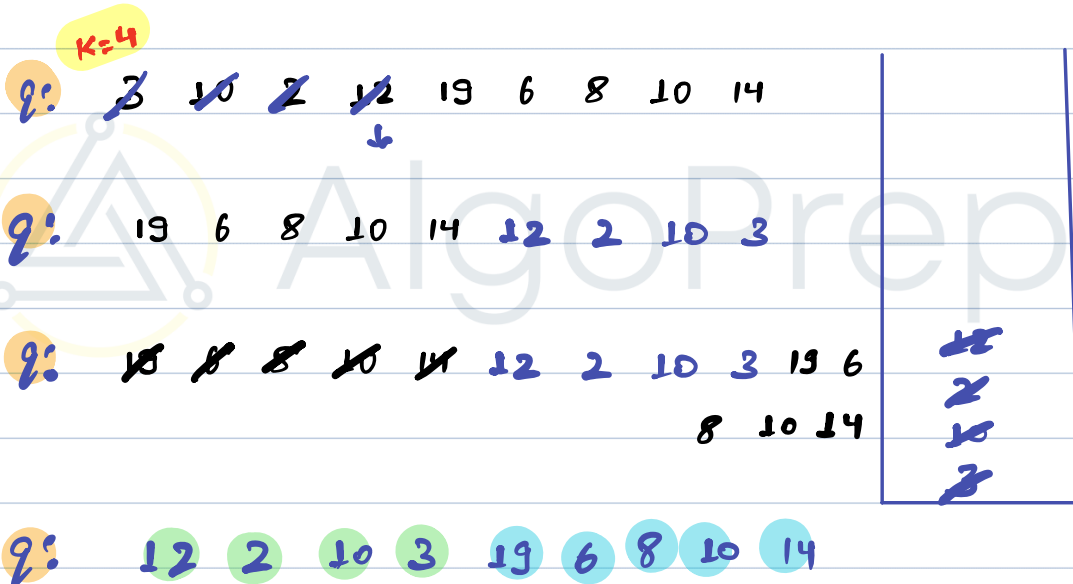 K=4
q: 3 10 2 12 19 6 8 10 14
AlgoPrep
q: 19 6 8 10 14 12 2 10 3
q: 19 6 8 10 14 12 2 10 3 19 6
8 10 14
12
2
10
3
q: 12 2 10 3 19 6 8 10 14